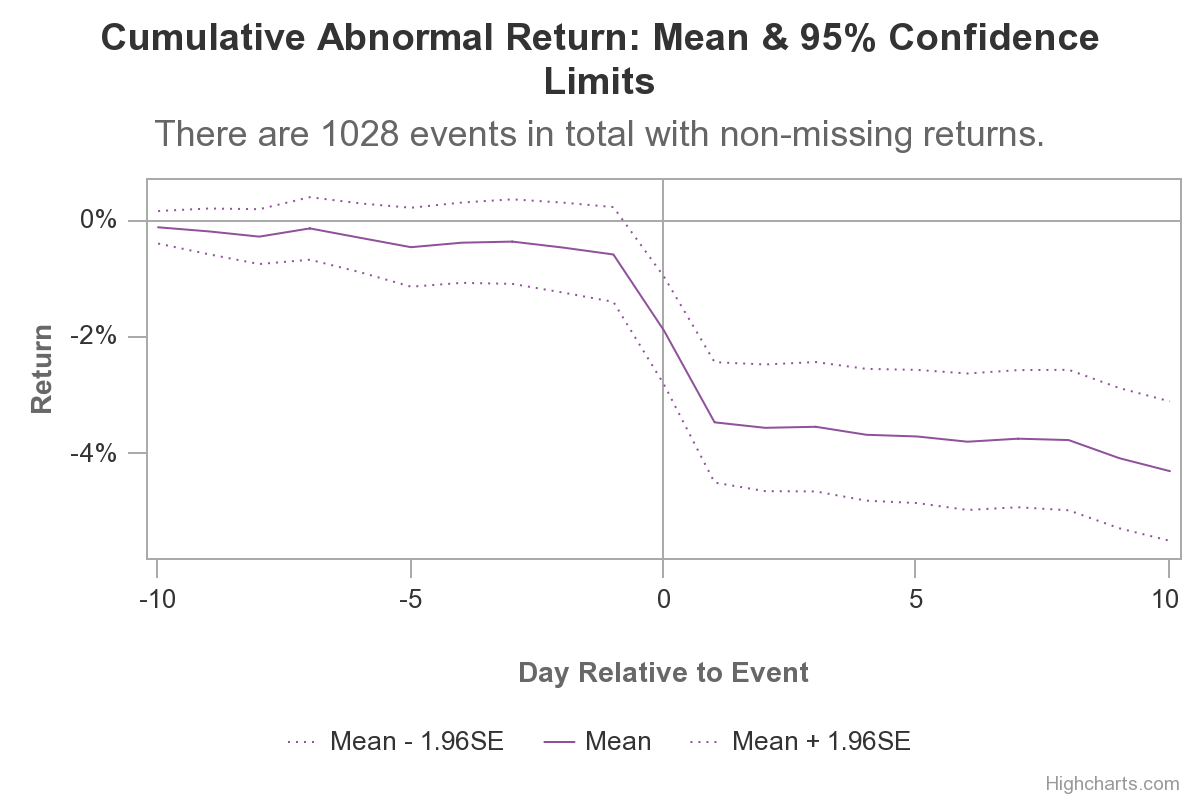 Cumulative Abnormal Return: Mean & 95% Confidence
Limits
There are 1028 events in total with non-missing returns.
0%
-2%
-4%
Return
-10
-5
0
5
10
Day Relative to Event
Mean - 1.96SE
Mean
Mean + 1.96SE
Highcharts.com